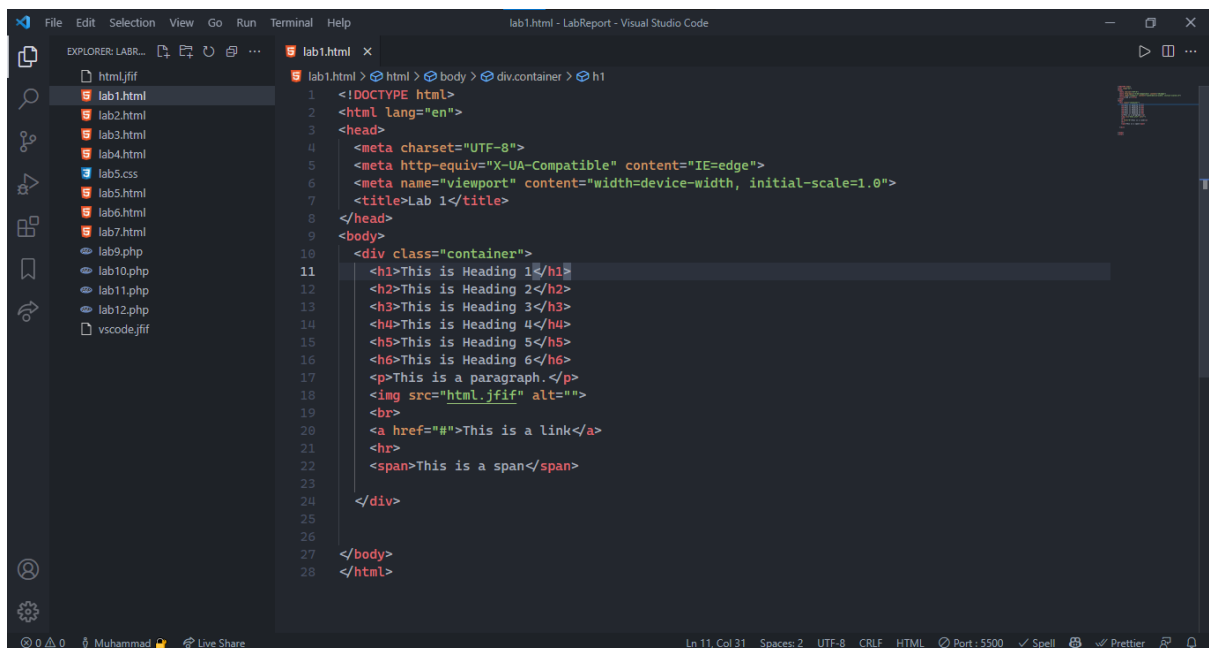 File Edit Selection View Go Run Terminal Help lab1.html - LabReport - Visual Studio Code
EXPLORER: LABR...
html.jfif
lab1.html
lab2.html
lab3.html
lab4.html
lab5.css
lab5.html
lab6.html
lab7.html
lab9.php
lab10.php
lab11.php
lab12.php
vscode.jfif
lab1.html
lab1.html > html > body > div.container > h1
1 <!DOCTYPE html>
2 <html lang="en">
3 <head>
4 <meta charset="UTF-8">
5 <meta http-equiv="X-UA-Compatible" content="IE=edge">
6 <meta name="viewport" content="width=device-width, initial-scale=1.0">
7 <title>Lab 1</title>
8 </head>
9 <body>
10 <div class="container">
11 <h1>This is Heading 1</h1>
12 <h2>This is Heading 2</h2>
13 <h3>This is Heading 3</h3>
14 <h4>This is Heading 4</h4>
15 <h5>This is Heading 5</h5>
16 <h6>This is Heading 6</h6>
17 <p>This is a paragraph.</p>
18 <img src="html.jfif" alt="">
19 <br>
20 <a href="#">This is a link</a>
21 <hr>
22 <span>This is a span</span>
23
24 </div>
25
26
27 </body>
28 </html>
0 0 Muhammad Live Share Ln 11, Col 31 Spaces: 2 UTF-8 CRLF HTML Port : 5500 Spell Prettier